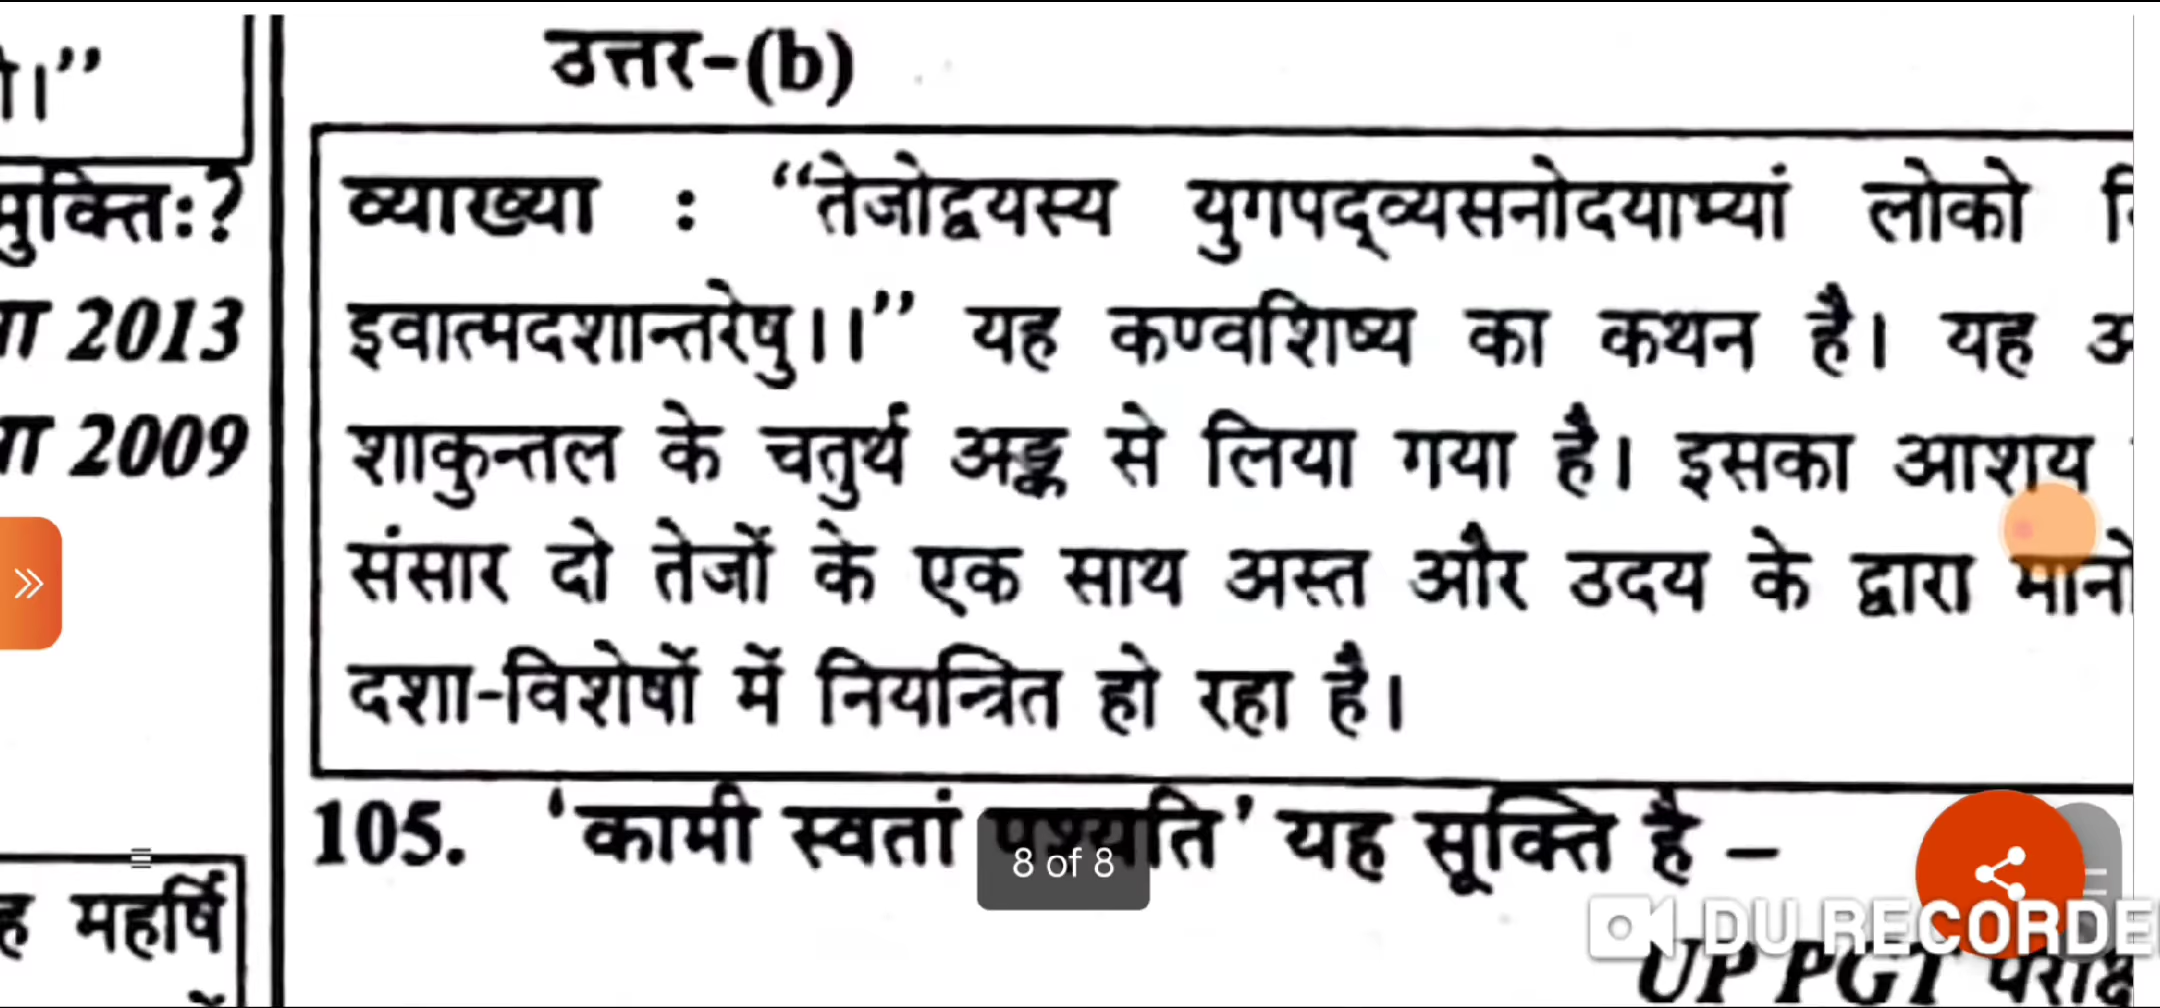 उत्तर-(b)
ो।”
मुक्तिः?
2013
2009
ह महर्षि
व्याख्या : “तेजोद्वयस्य युगपद्व्यसनोदयाभ्यां लोको
इवात्मदशान्तरेषु।।” यह कण्वशिष्य का कथन है। यह
शाकुन्तल के चतुर्थ अङ्क से लिया गया है। इसका आशय
संसार दो तेजों के एक साथ अस्त और उदय के द्वारा मानो
दशा-विशेषों में नियन्त्रित हो रहा है।
105. ‘कामी स्वतां पश्यति’ यह सूक्ति है –
8 of 8
DU RECORDE
UP PGT